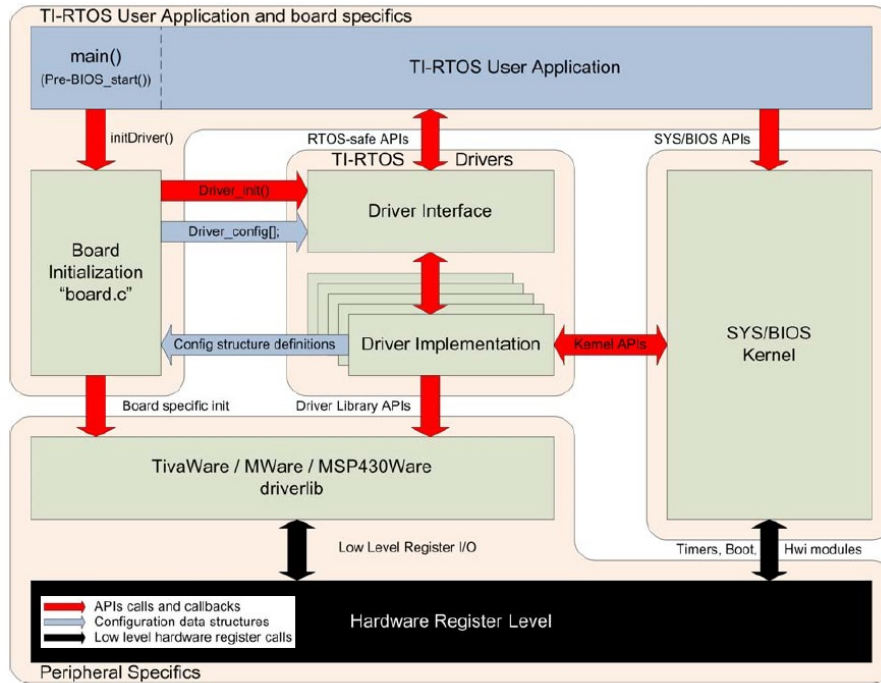 TI-RTOS User Application and board specifics
main()
(Pre-BIOS_start())
TI-RTOS User Application
initDriver()
RTOS-safe APIs
SYS/BIOS APIs
TI-RTOS Drivers
Driver_init()
Driver_config[];
Driver Interface
Board
Initialization
"board.c"
Config structure definitions
Driver Implementation
Kernel APIs
SYS/BIOS
Kernel
Board specific init
Driver Library APIs
TivaWare / MWare / MSP430Ware
driverlib
Low Level Register I/O
Timers, Boot, Hwi modules
APIs calls and callbacks
Configuration data structures
Low level hardware register calls
Hardware Register Level
Peripheral Specifics